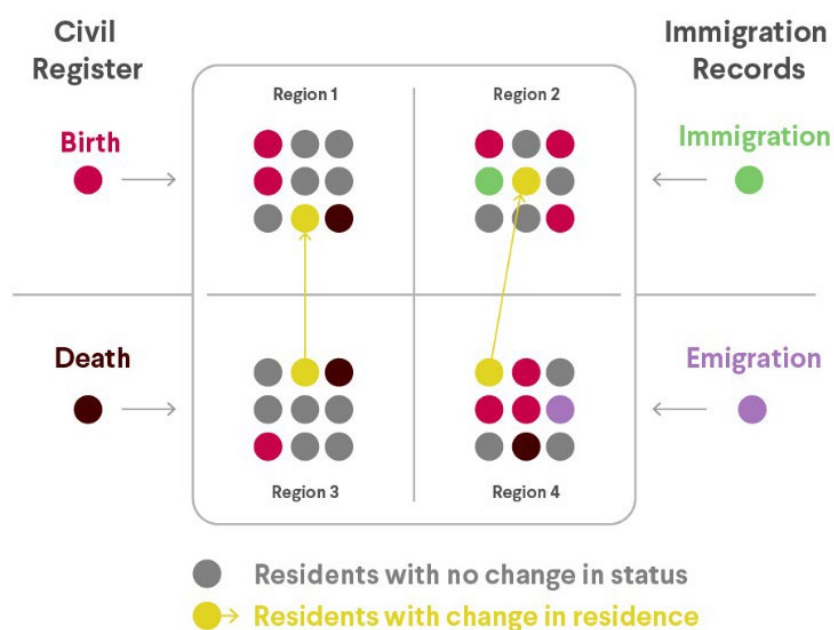 Civil
Register
Immigration
Records
Region 1
Region 2
Birth
Immigration
Death
Emigration
Region 3
Region 4
Residents with no change in status
Residents with change in residence